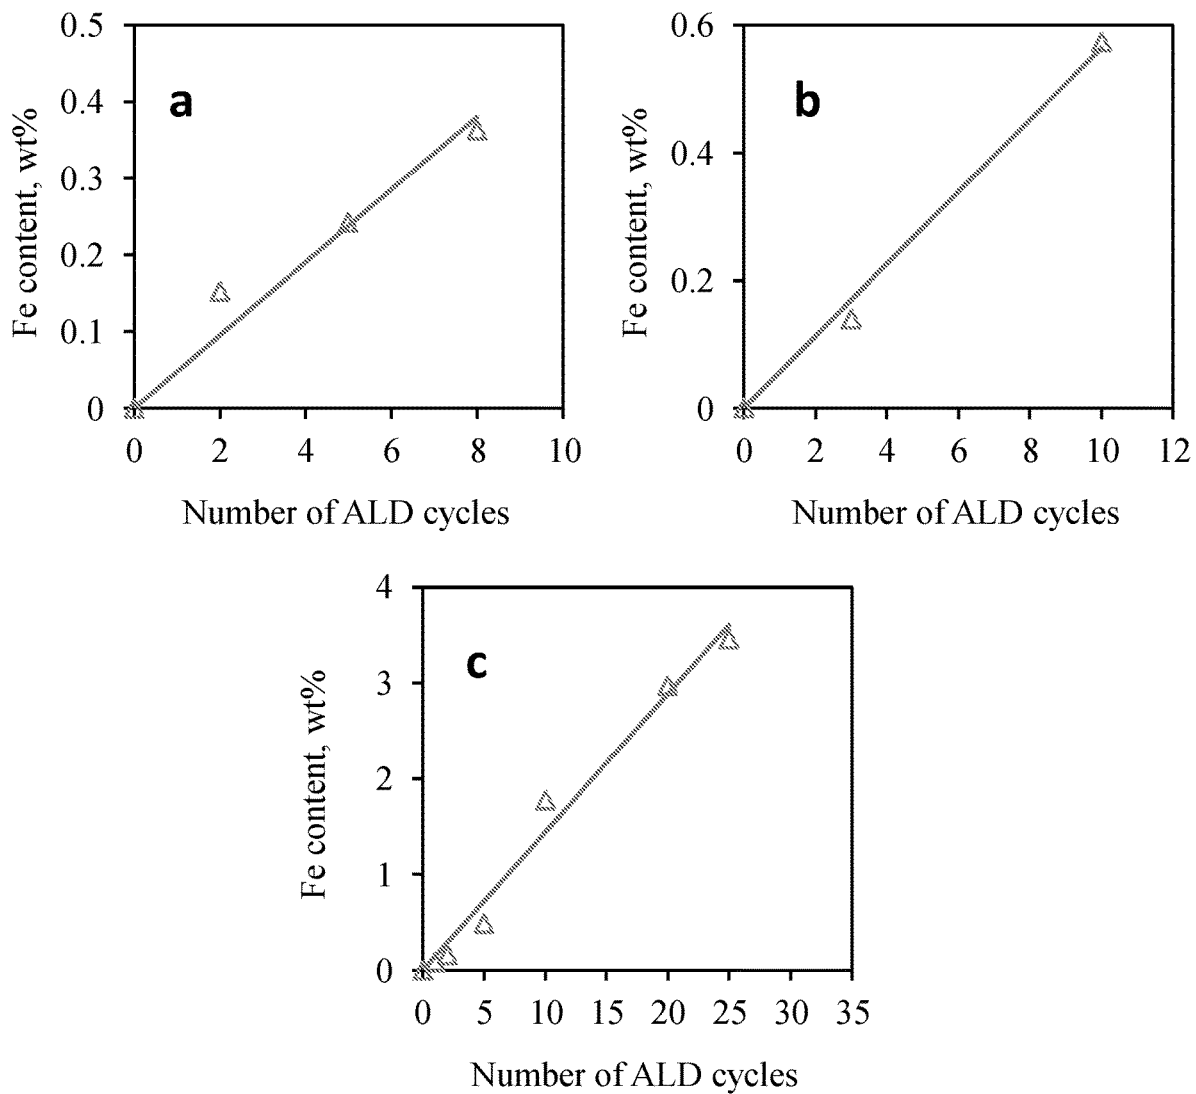 0.5
0.4
0.3
0.2
0.1
0
Fe content, wt%
a
0 2 4 6 8 10
Number of ALD cycles
0.6
0.4
0.2
0
Fe content, wt%
b
0 2 4 6 8 10 12
Number of ALD cycles
4
3
2
1
0
Fe content, wt%
c
0 5 10 15 20 25 30 35
Number of ALD cycles